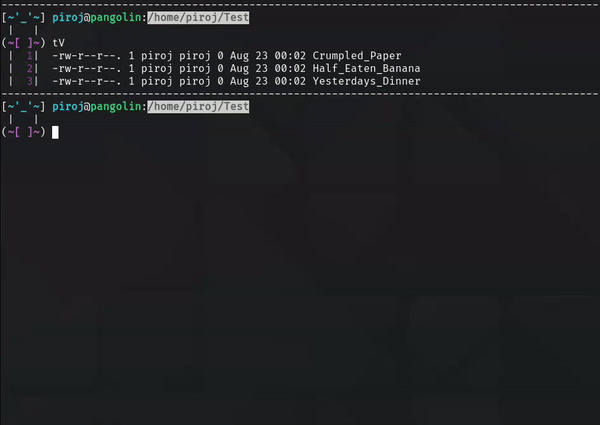 --------------------------------------------------------------------------------------------
[~'_'~] piroj@pangolin:/home/piroj/Test
 |   |
(~[ ]~) tV
 |  1|  -rw-r--r--. 1 piroj piroj 0 Aug 23 00:02 Crumpled_Paper
 |  2|  -rw-r--r--. 1 piroj piroj 0 Aug 23 00:02 Half_Eaten_Banana
 |  3|  -rw-r--r--. 1 piroj piroj 0 Aug 23 00:02 Yesterdays_Dinner
--------------------------------------------------------------------------------------------
[~'_'~] piroj@pangolin:/home/piroj/Test
 |   |
(~[ ]~)